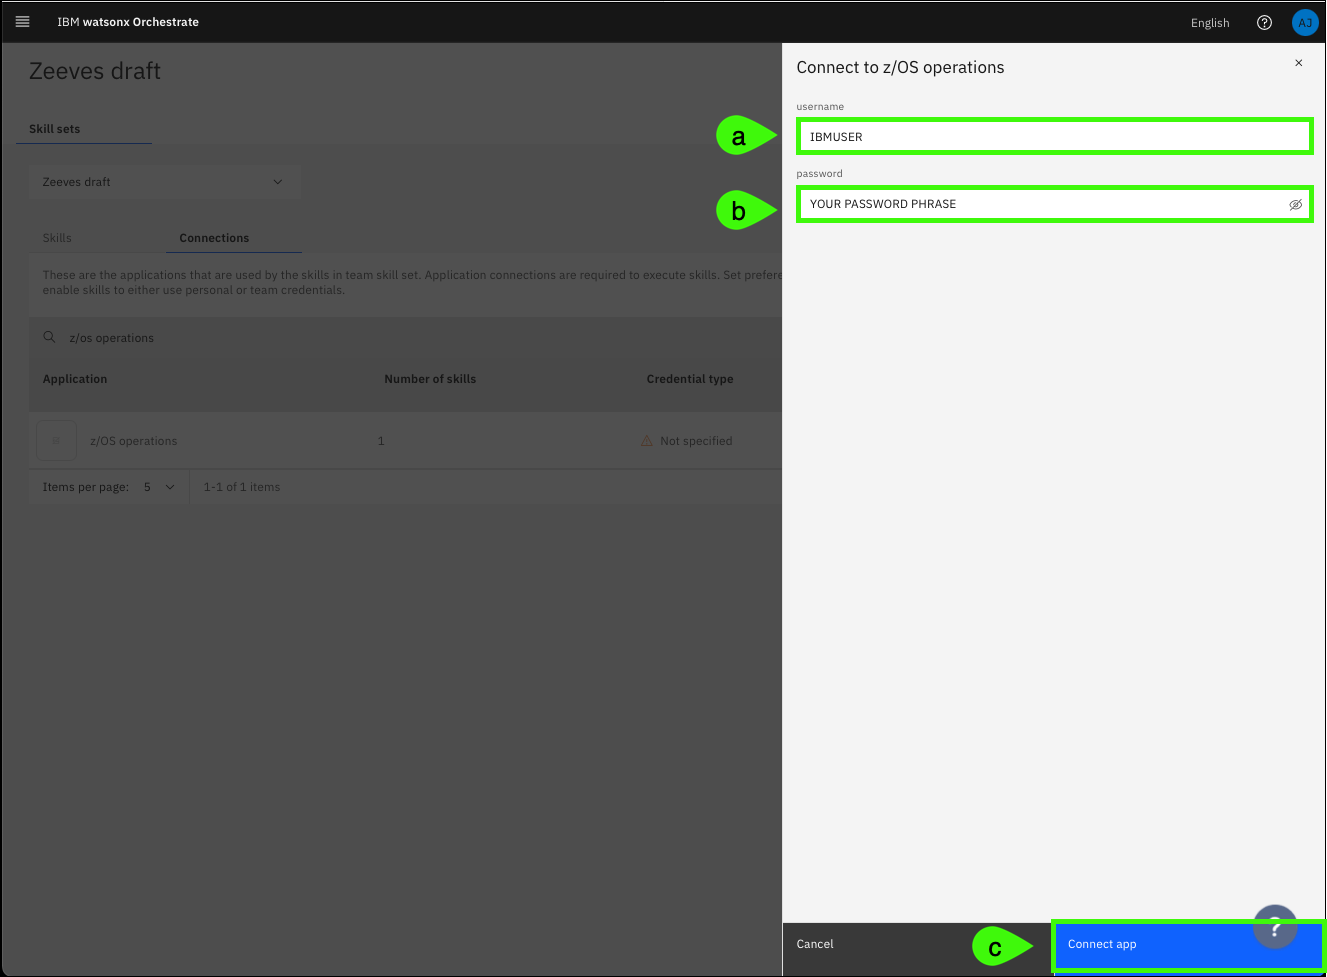 IBM watsonx Orchestrate
English
AJ
Zeeves draft
Skill sets
Zeeves draft
Skills
Connections
These are the applications that are used by the skills in team skill set. Application connections are required to execute skills. Set prefere
enable skills to either use personal or team credentials.
z/os operations
Application
Number of skills
Credential type
z/OS operations
1
Not specified
Items per page:
5
1-1 of 1 items
Connect to z/OS operations
username
a
IBMUSER
password
b
YOUR PASSWORD PHRASE
Cancel
c
Connect app
?